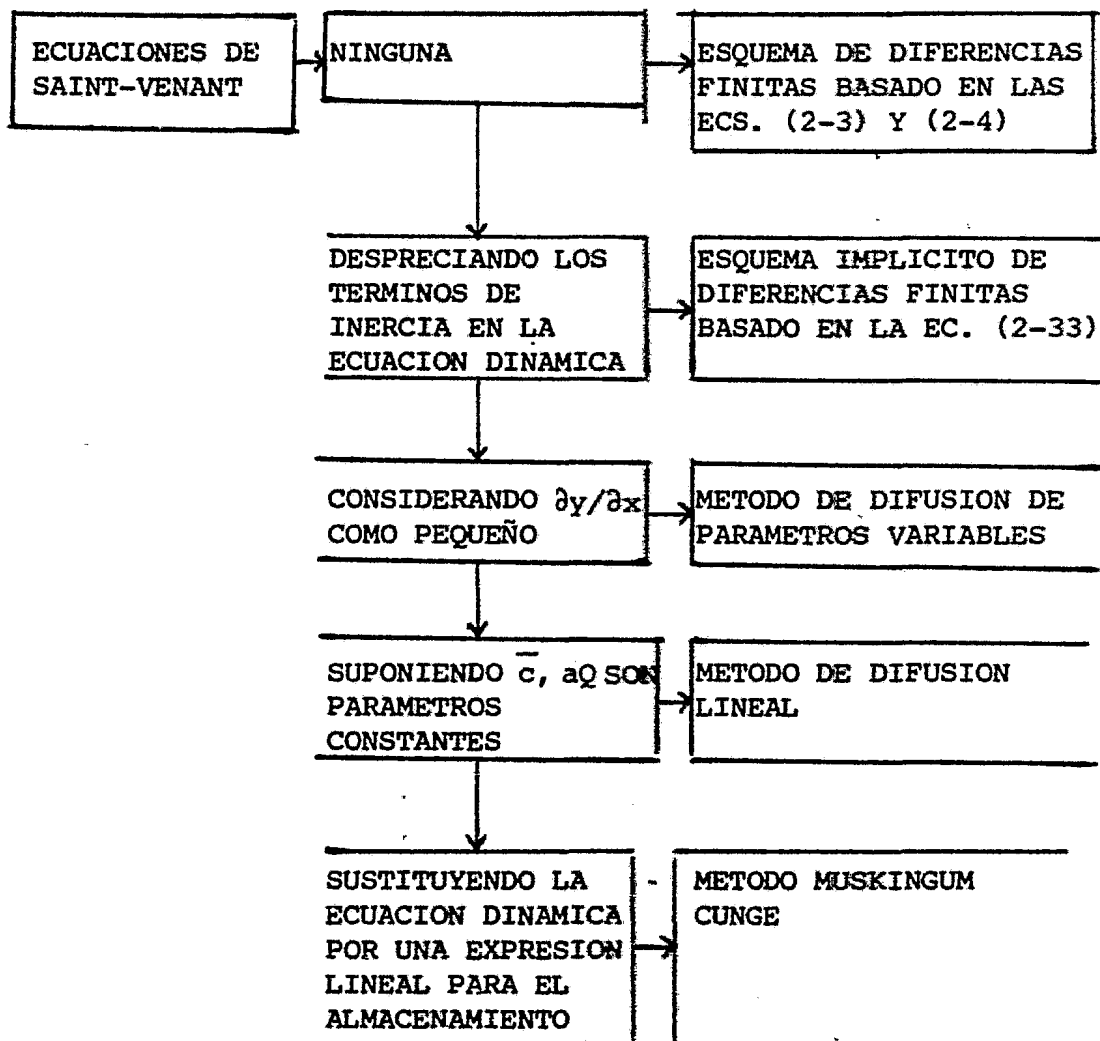 ECUACIONES DE
SAINT-VENANT
NINGUNA
ESQUEMA DE DIFERENCIAS
FINITAS BASADO EN LAS
ECS. (2-3) Y (2-4)
DESPRECIANDO LOS
TERMINOS DE
INERCIA EN LA
ECUACION DINAMICA
ESQUEMA IMPLICITO DE
DIFERENCIAS FINITAS
BASADO EN LA EC. (2-33)
CONSIDERANDO ∂y/∂x
COMO PEQUEÑO
METODO DE DIFUSION DE
PARAMETROS VARIABLES
SUPONIENDO c̅, aQ SON
PARAMETROS
CONSTANTES
METODO DE DIFUSION
LINEAL
SUSTITUYENDO LA
ECUACION DINAMICA
POR UNA EXPRESION
LINEAL PARA EL
ALMACENAMIENTO
METODO MUSKINGUM
CUNGE